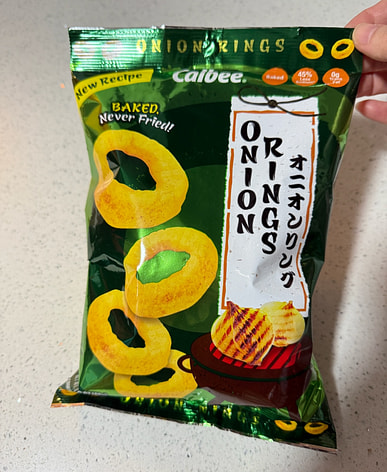 ONION RINGS
New Recipe
Calbee
Baked
45%
0g
BAKED,
Never Fried!
ONION
RINGS
オニオンリング